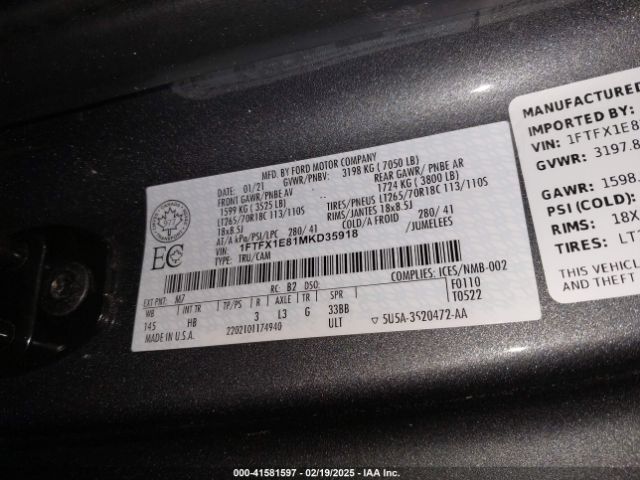 MFD. BY FORD MOTOR COMPANY
DATE: 01/21 GVWR/PNBV: 3198 KG ( 7050 LB)
FRONT GAWR/ PNBE AV REAR GAWR/ PNBE AR
1599 KG ( 3525 LB) 1724 KG ( 3800 LB)
LT265/70R18C 113/110S TIRES/PNEUS LT265/70R18C 113/110S
18x8.5J RIMS/JANTES 18x8.5J
AT/A kPa/PSI/LPC 280/ 41 COLD/A FROID 280/ 41
VIN: 1FTFX1E81MKD35918 /JUMELEES
TYPE: TRU/CAM
EC
COMPLIES: ICES/NMB-002
EXT PNT: M7 RC: B2 F0110
WB INT TR TP/PS R AXLE TR SPR T0522
145 HB 3 L3 G 33BB
MADE IN U.S.A. 2202101174940 ULT ▽ 5U5A-3520472-AA
MANUFACTURED
IMPORTED BY:
VIN: 1FTFX1E8
GVWR: 3197.8
GAWR: 1598.
PSI (COLD):
RIMS: 18X
TIRES: LT
THIS VEHICL
AND THEFT
000-41581597 - 02/19/2025 - IAA Inc.